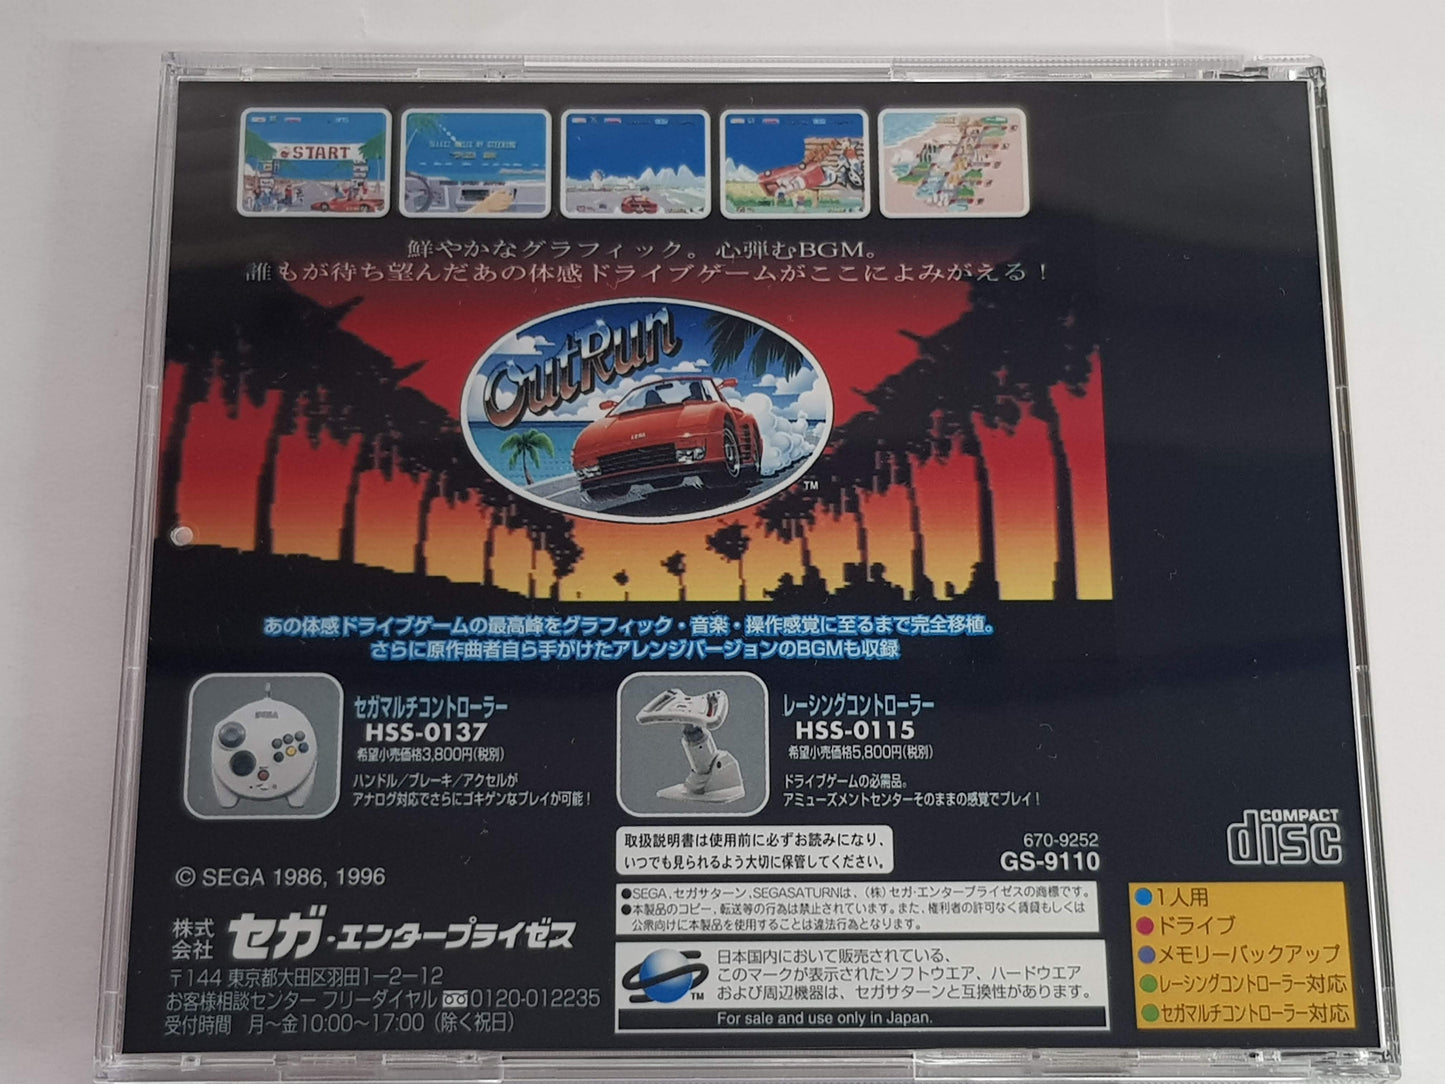 START
SELECT MUSIC BY STEERING
鮮やかなグラフィック。心弾むBGM。
誰もが待ち望んだあの体感ドライブゲームがここによみがえる！
OutRun
TM
あの体感ドライブゲームの最高峰をグラフィック・音楽・操作感覚に至るまで完全移植。
さらに原作曲者自ら手がけたアレンジバージョンのBGMも収録
SEGA
セガマルチコントローラー
HSS-0137
希望小売価格3,800円(税別)
ハンドル／ブレーキ／アクセルが
アナログ対応でさらにゴキゲンなプレイが可能！
レーシングコントローラー
HSS-0115
希望小売価格5,800円(税別)
ドライブゲームの必需品。
アミューズメントセンターそのままの感覚でプレイ！
取扱説明書は使用前に必ずお読みになり、
いつでも見られるよう大切に保管してください。
670-9252
GS-9110
COMPACT
disc
© SEGA 1986, 1996
株式会社 セガ・エンタープライゼス
〒144 東京都大田区羽田1−2−12
お客様相談センター フリーダイヤル 0120-012235
受付時間 月〜金10:00〜17:00（除く祝日）
●SEGA、セガサターン、SEGASATURNは、（株）セガ・エンタープライゼスの商標です。
●本製品のコピー、転送等の行為は禁止されています。また、権利者の許可なく賃貸もしくは
公衆向けに本製品を使用することは違法行為となります。
日本国内において販売されている、
このマークが表示されたソフトウエア、ハードウエア
および周辺機器は、セガサターンと互換性があります。
TM
For sale and use only in Japan.
●1人用
●ドライブ
●メモリーバックアップ
●レーシングコントローラー対応
●セガマルチコントローラー対応